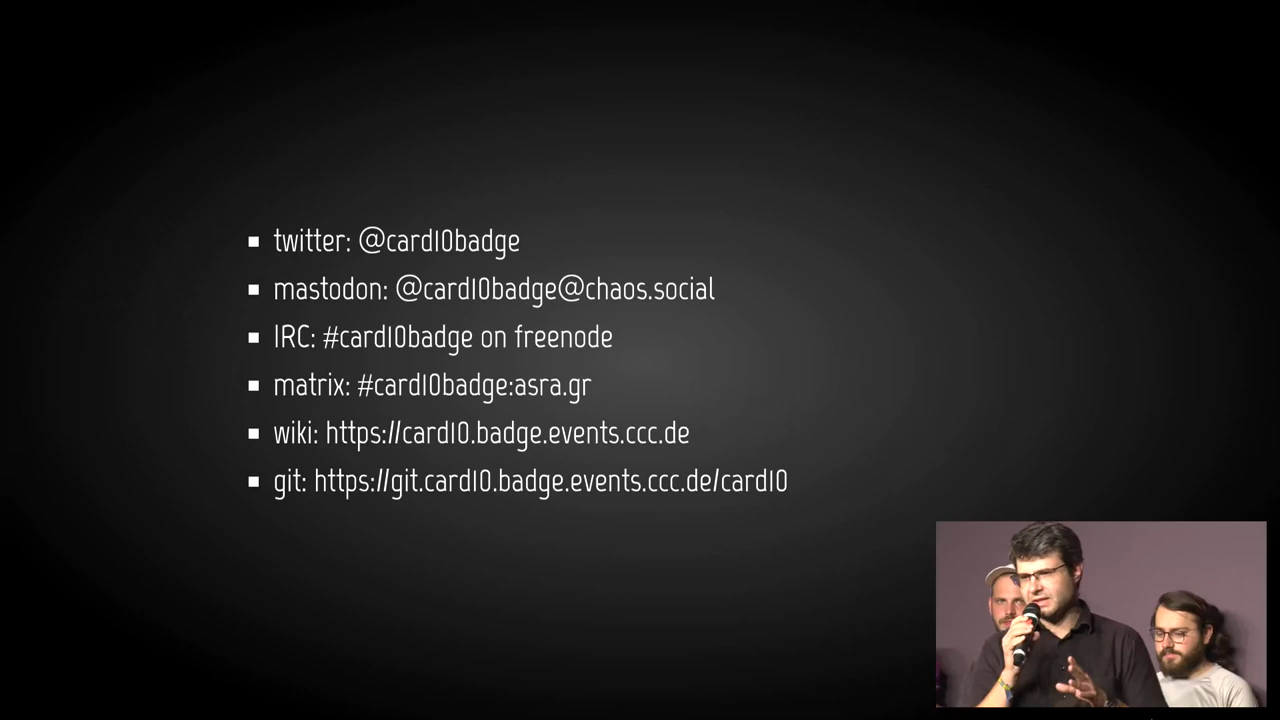 twitter: @card10badge
mastodon: @card10badge@chaos.social
IRC: #card10badge on freenode
matrix: #card10badge:asra.gr
wiki: https://card10.badge.events.ccc.de
git: https://git.card10.badge.events.ccc.de/card10